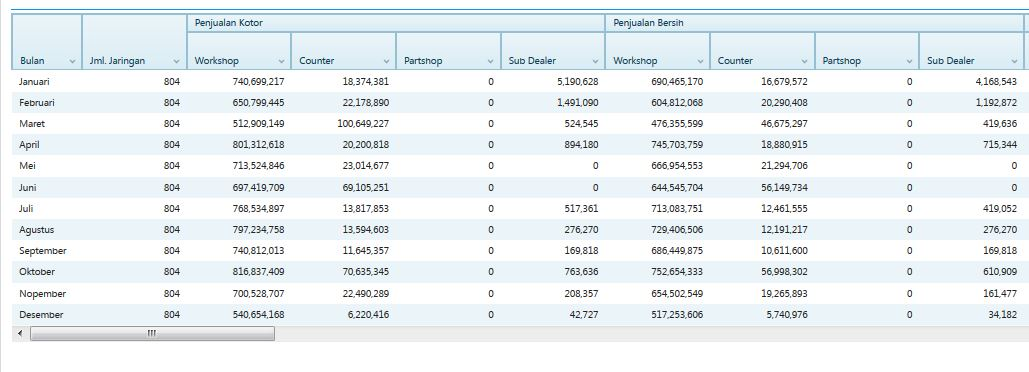 Penjualan Kotor Penjualan Bersih
Bulan Jml. Jaringan Workshop Counter Partshop Sub Dealer Workshop Counter Partshop Sub Dealer
Januari 804 740,699,217 18,374,381 0 5,190,628 690,465,170 16,679,572 0 4,168,543
Februari 804 650,799,445 22,178,890 0 1,491,090 604,812,068 20,290,408 0 1,192,872
Maret 804 512,909,149 100,649,227 0 524,545 476,355,599 46,675,297 0 419,636
April 804 801,312,618 20,200,818 0 894,180 745,703,759 18,880,915 0 715,344
Mei 804 713,524,846 23,014,677 0 0 666,954,553 21,294,706 0 0
Juni 804 697,419,709 69,105,251 0 0 644,545,704 56,149,734 0 0
Juli 804 768,534,897 13,817,853 0 517,361 713,083,751 12,461,555 0 419,052
Agustus 804 797,234,758 13,594,603 0 276,270 729,406,506 12,191,217 0 276,270
September 804 740,812,013 11,645,357 0 169,818 686,449,875 10,611,600 0 169,818
Oktober 804 816,837,409 70,635,345 0 763,636 752,654,333 56,998,302 0 610,909
Nopember 804 700,528,707 22,490,289 0 208,357 654,502,549 19,265,893 0 161,477
Desember 804 540,654,168 6,220,416 0 42,727 517,253,606 5,740,976 0 34,182